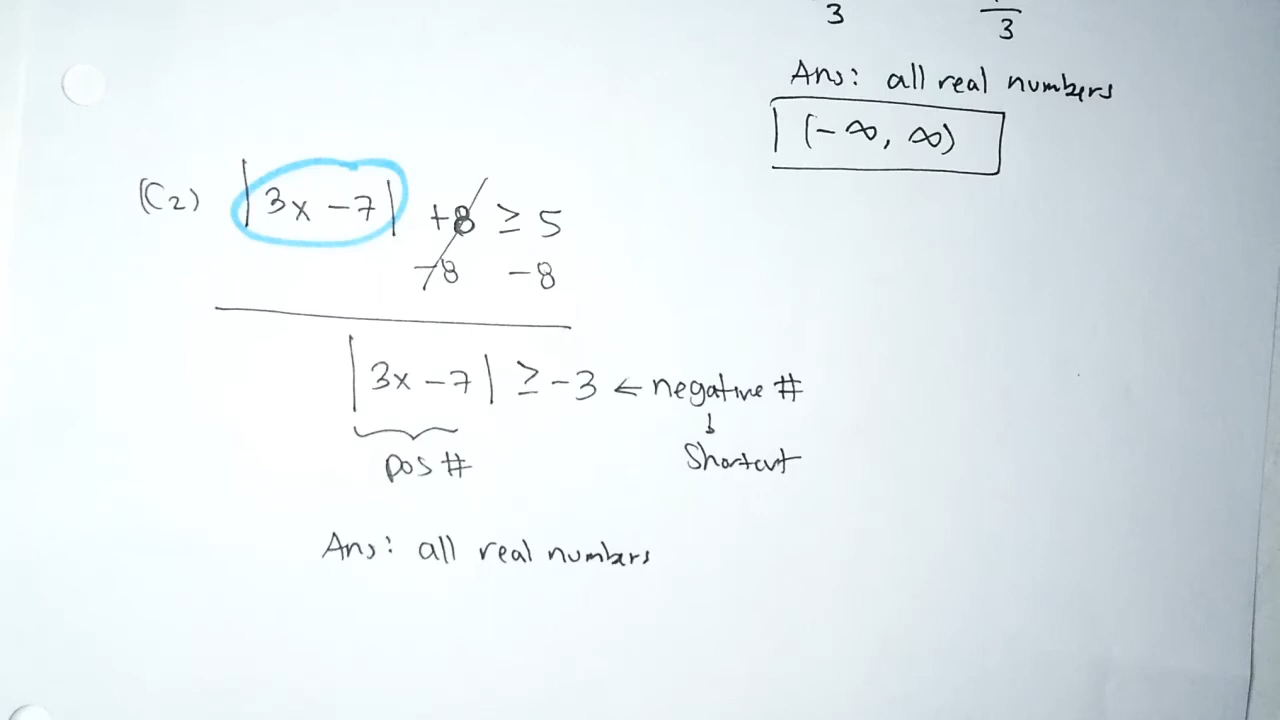 3 3
Ans: all real numbers
(-∞, ∞)
(C2) |3x -7| +8 ≥ 5
-8 -8
|3x -7| ≥ -3 ← negative #
↓
pos # Shortcut
Ans: all real numbers